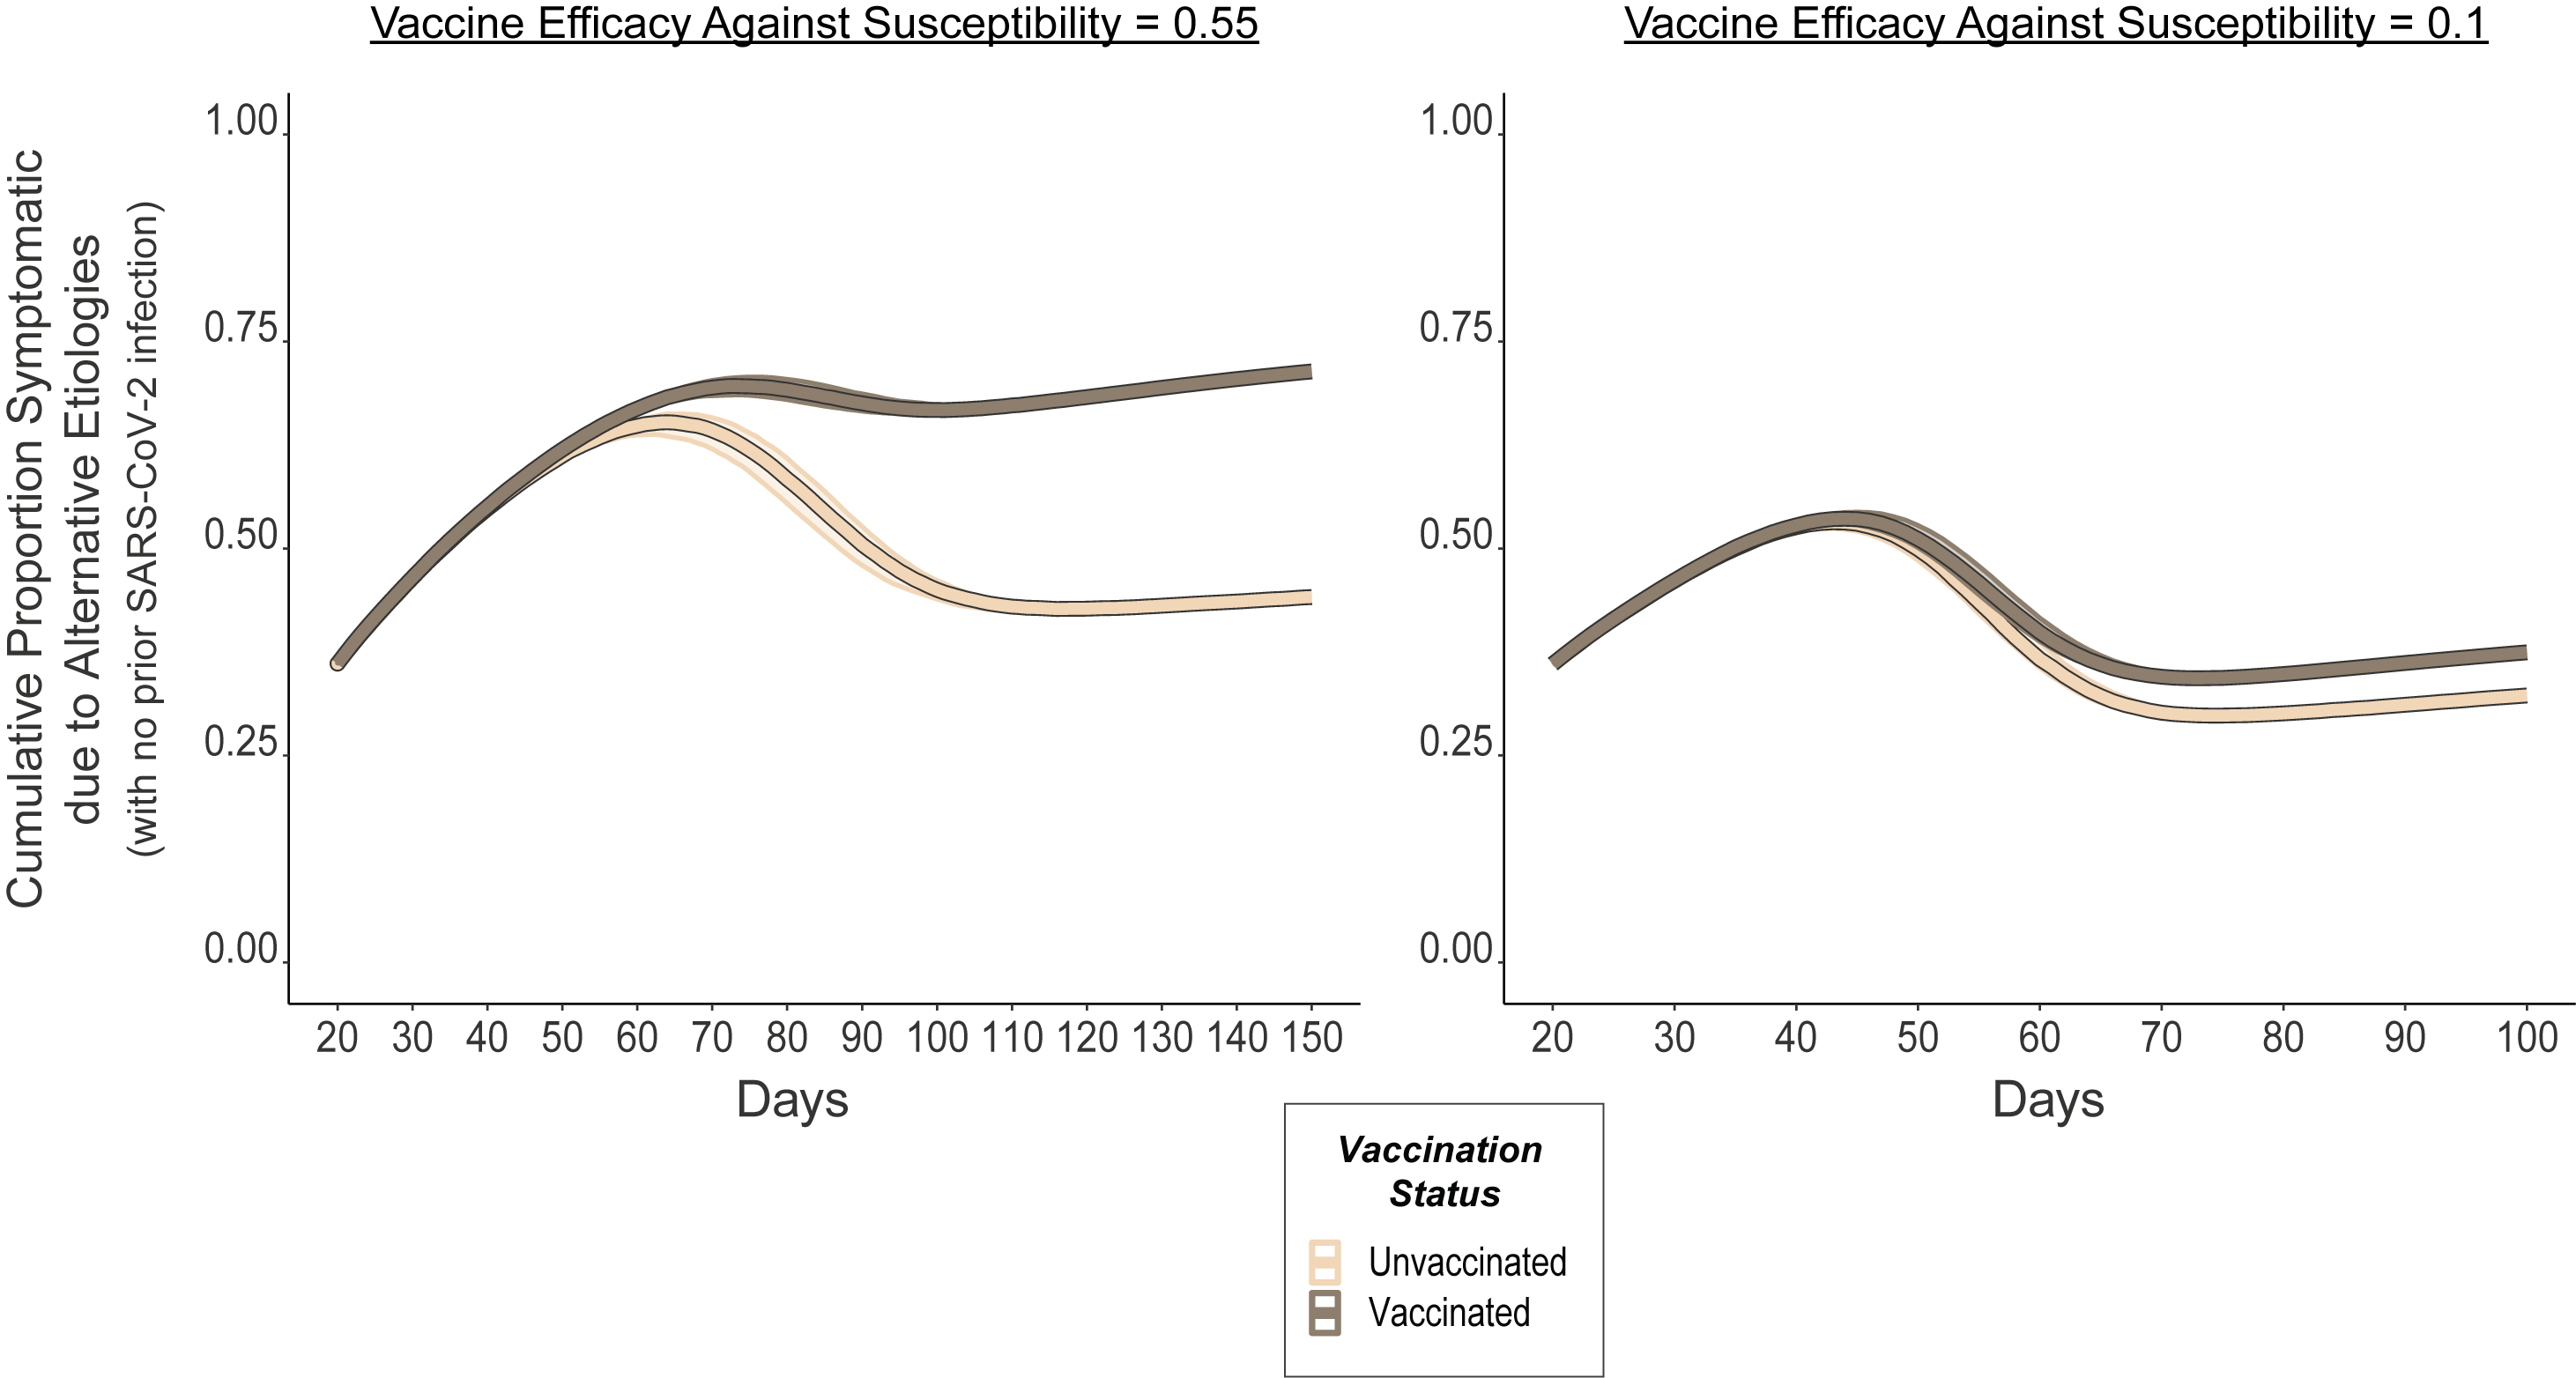 Vaccine Efficacy Against Susceptibility = 0.55
Vaccine Efficacy Against Susceptibility = 0.1
Cumulative Proportion Symptomatic
due to Alternative Etiologies
(with no prior SARS-CoV-2 infection)
1.00
0.75
0.50
0.25
0.00
20 30 40 50 60 70 80 90 100 110 120 130 140 150
Days
1.00
0.75
0.50
0.25
0.00
20 30 40 50 60 70 80 90 100
Days
Vaccination
Status
Unvaccinated
Vaccinated